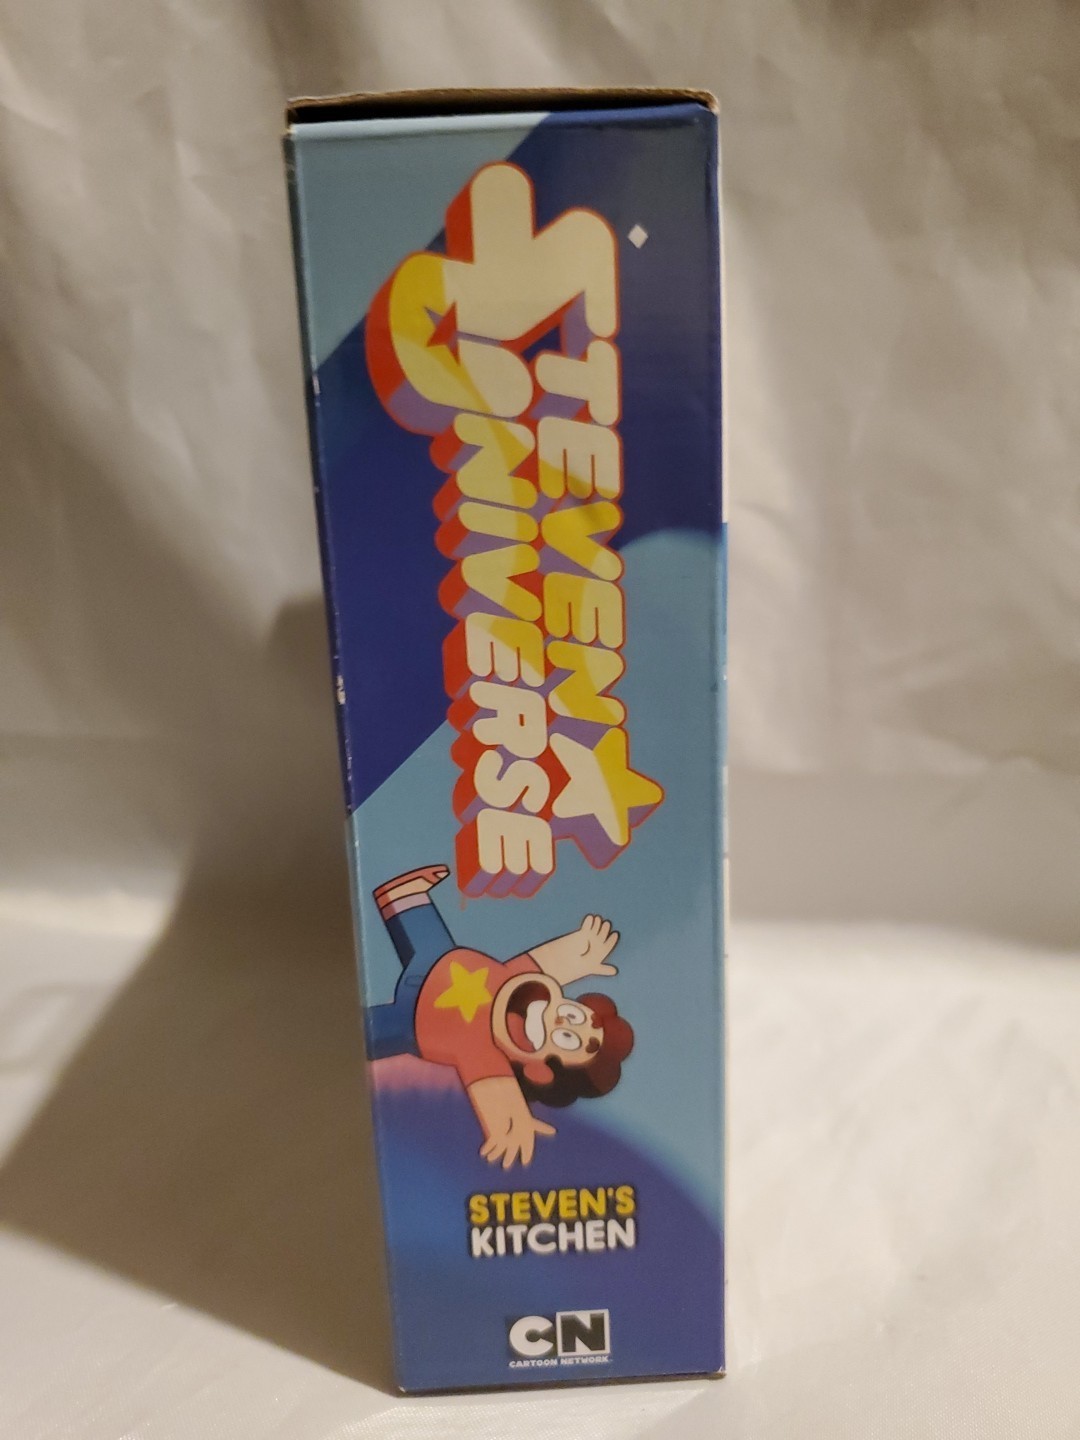 STEVEN
UNIVERSE
STEVEN'S
KITCHEN
CN
CARTOON NETWORK